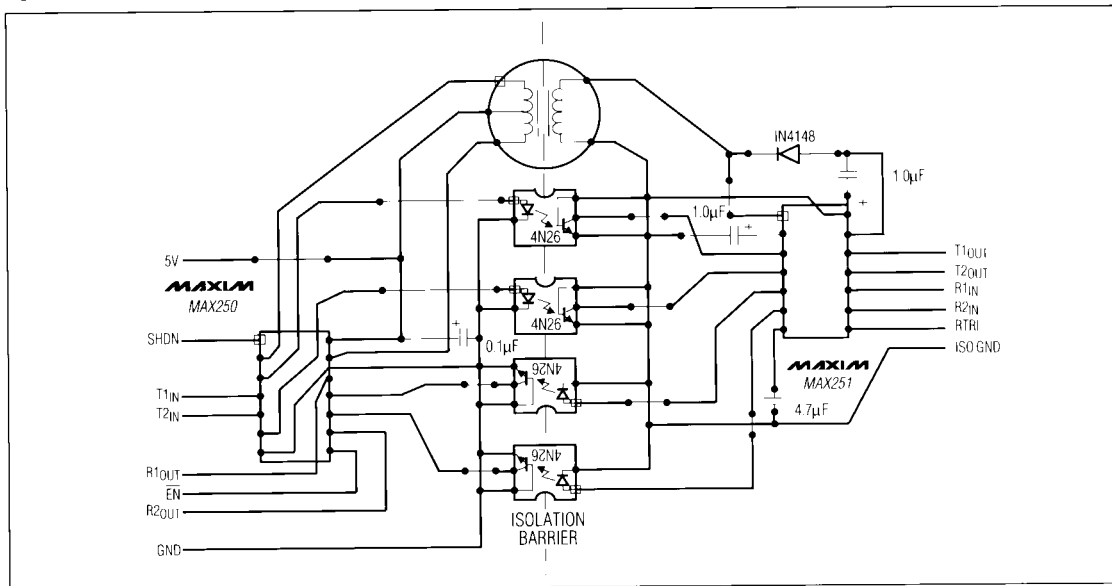 IN4148
1.0µF
+
1.0µF
+
4N26
5V
MAXIM
MAX250
T1OUT
T2OUT
R1IN
R2IN
RTRI
ISO GND
4N26
SHDN
+
0.1µF
MAXIM
MAX251
4N26
T1IN
T2IN
4.7µF
4N26
R1OUT
EN
R2OUT
ISOLATION
BARRIER
GND